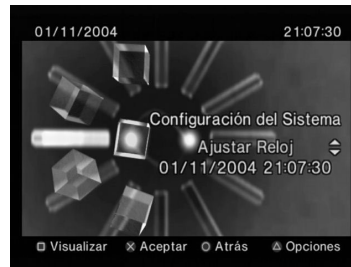 01/11/2004 21:07:30
Configuración del Sistema
Ajustar Reloj
01/11/2004 21:07:30
Visualizar Aceptar Atrás Opciones